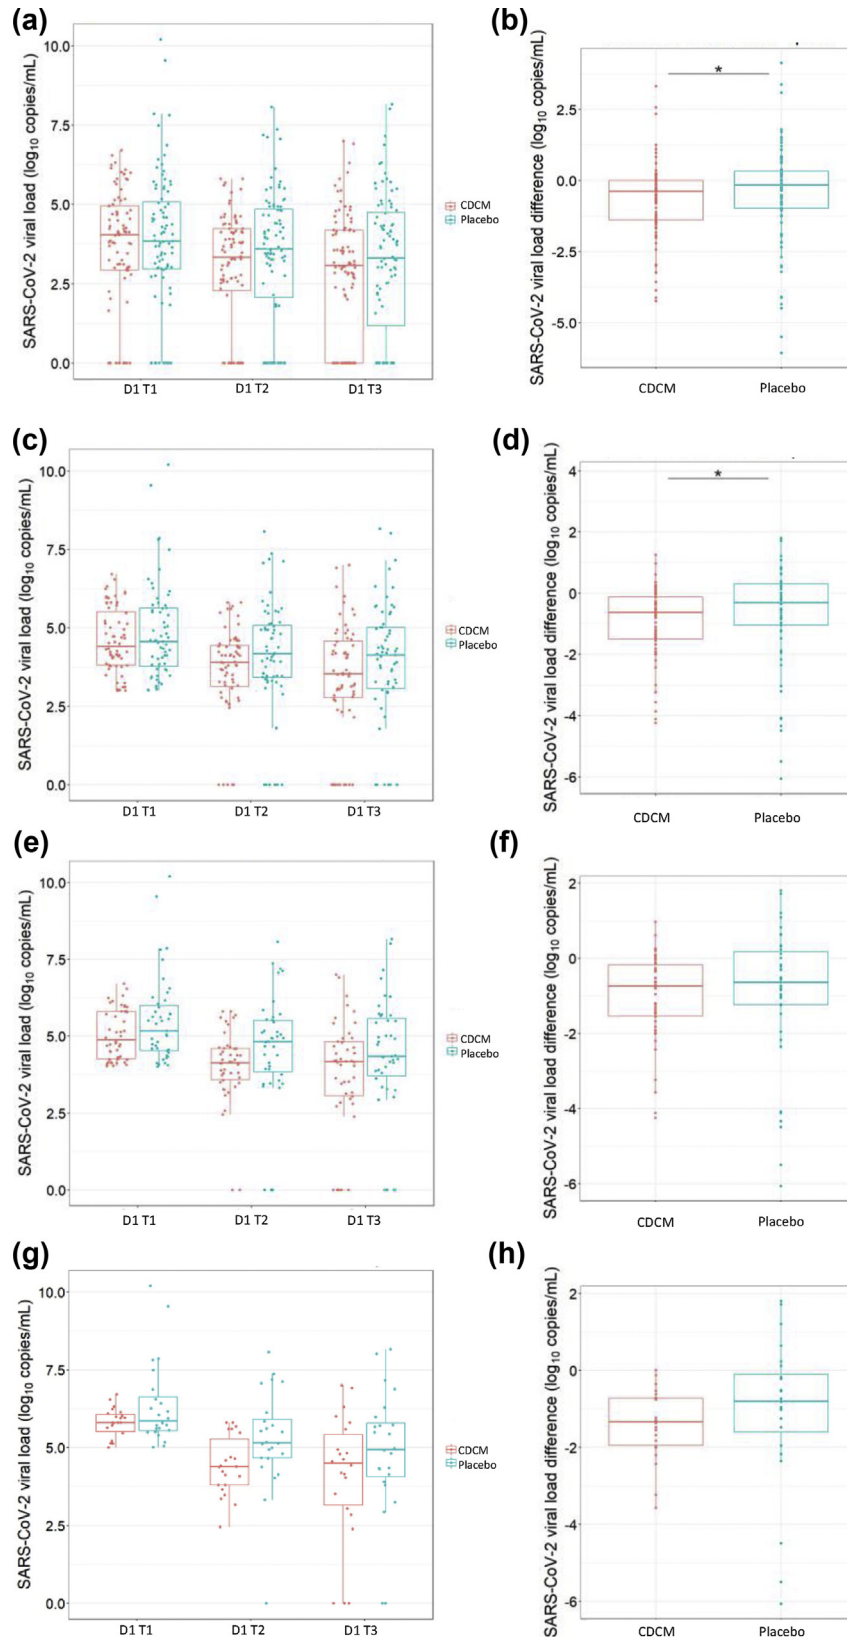 (a)
SARS-CoV-2 viral load (log10 copies/mL)
10.0
7.5
5.0
2.5
0.0
D1 T1
D1 T2
D1 T3
CDCM
Placebo
(b)
SARS-CoV-2 viral load difference (log10 copies/mL)
*
2.5
0.0
-2.5
-5.0
CDCM
Placebo
(c)
SARS-CoV-2 viral load (log10 copies/mL)
10.0
7.5
5.0
2.5
0.0
D1 T1
D1 T2
D1 T3
CDCM
Placebo
(d)
SARS-CoV-2 viral load difference (log10 copies/mL)
*
4
2
0
-2
-4
-6
CDCM
Placebo
(e)
SARS-CoV-2 viral load (log10 copies/mL)
10.0
7.5
5.0
2.5
0.0
D1 T1
D1 T2
D1 T3
CDCM
Placebo
(f)
SARS-CoV-2 viral load difference (log10 copies/mL)
2
0
-2
-4
-6
CDCM
Placebo
(g)
SARS-CoV-2 viral load (log10 copies/mL)
10.0
7.5
5.0
2.5
0.0
D1 T1
D1 T2
D1 T3
CDCM
Placebo
(h)
SARS-CoV-2 viral load difference (log10 copies/mL)
2
0
-2
-4
-6
CDCM
Placebo